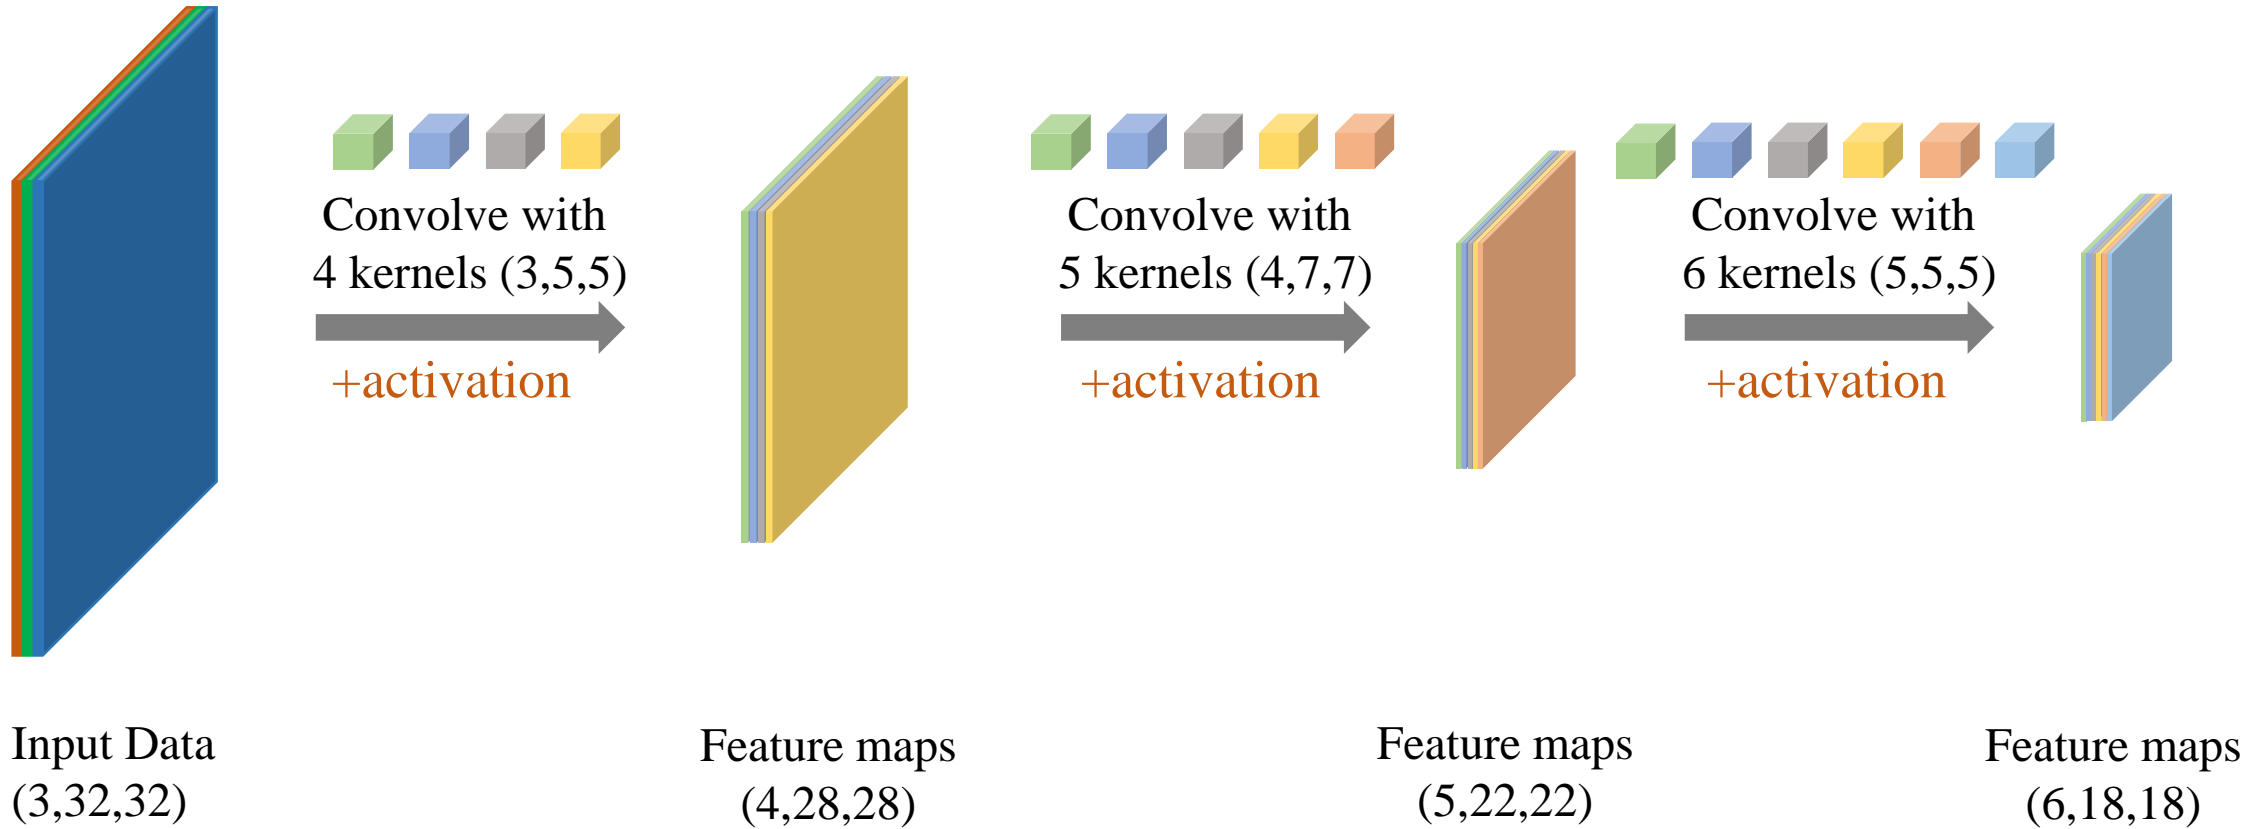 Convolve with
4 kernels (3,5,5)
+activation
Convolve with
5 kernels (4,7,7)
+activation
Convolve with
6 kernels (5,5,5)
+activation
Input Data
(3,32,32)
Feature maps
(4,28,28)
Feature maps
(5,22,22)
Feature maps
(6,18,18)